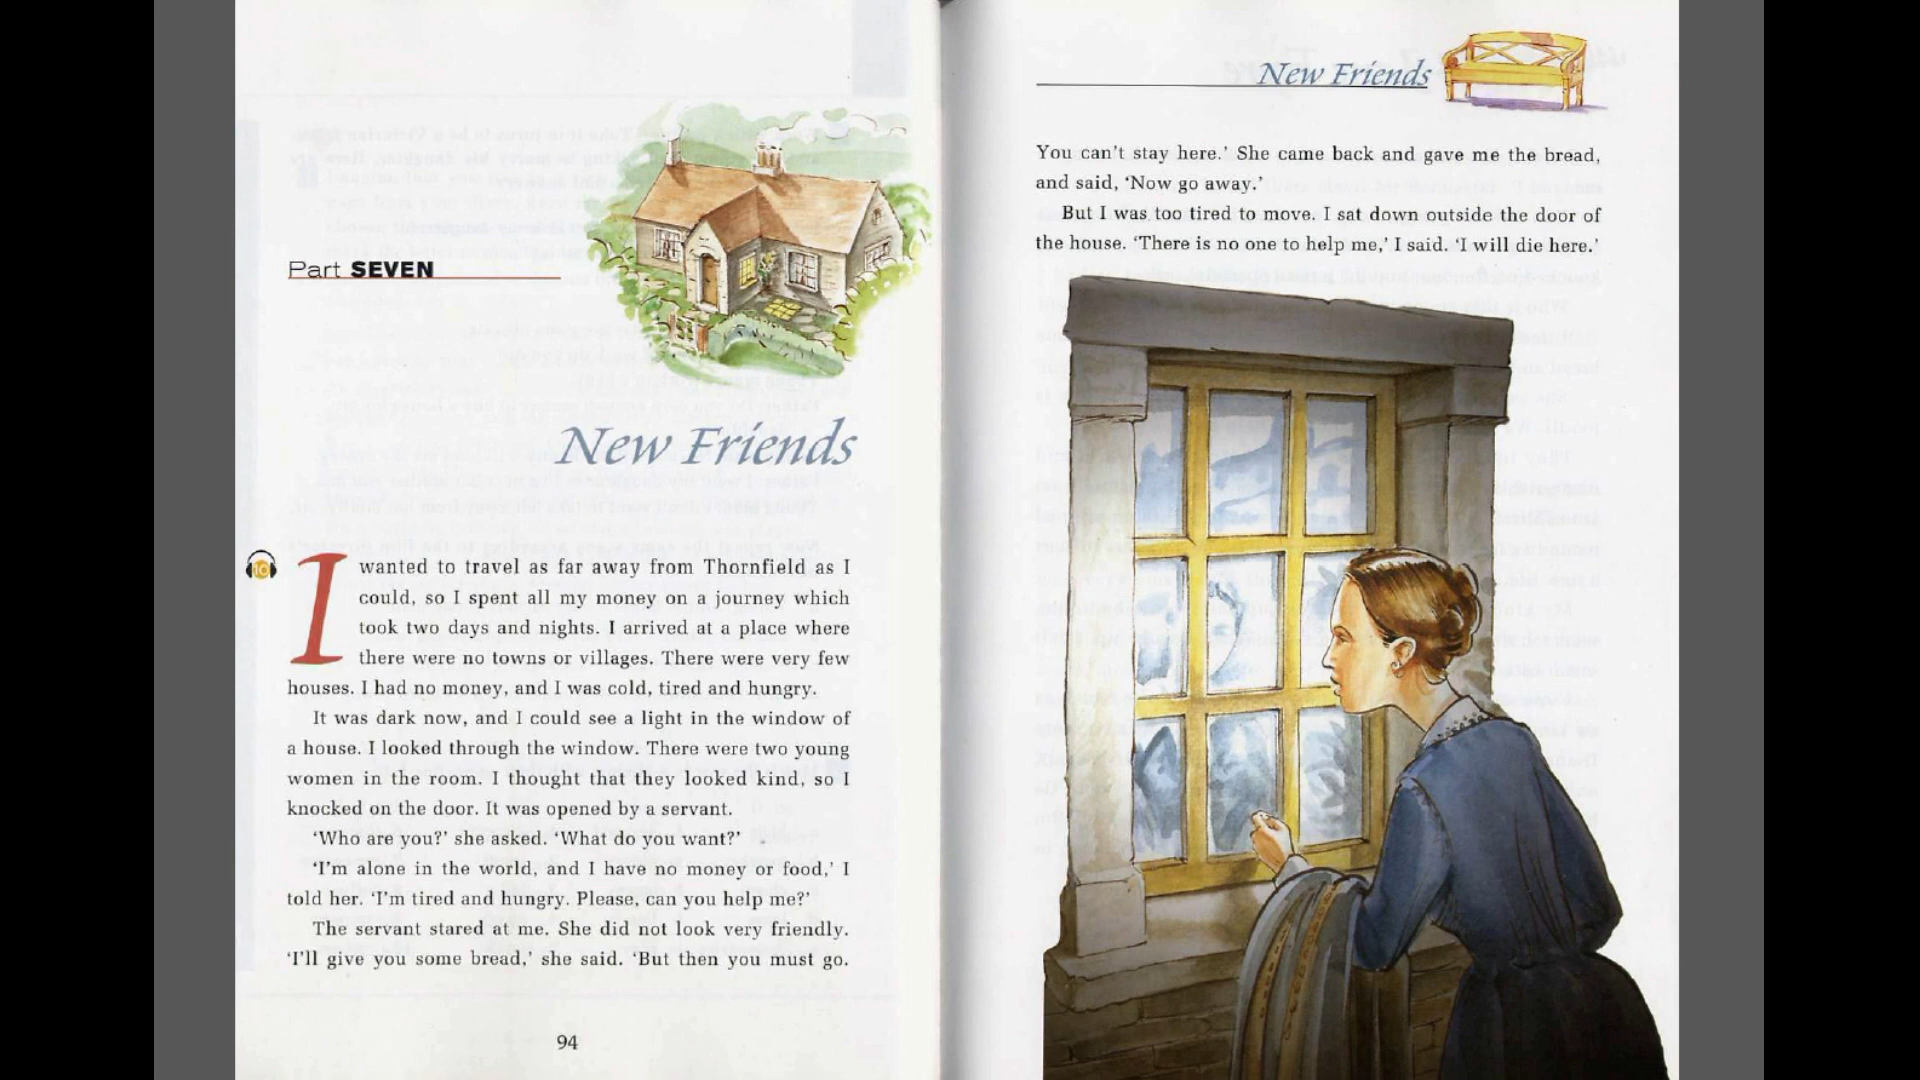 Part SEVEN
New Friends
10
I wanted to travel as far away from Thornfield as I
could, so I spent all my money on a journey which
took two days and nights. I arrived at a place where
there were no towns or villages. There were very few
houses. I had no money, and I was cold, tired and hungry.
It was dark now, and I could see a light in the window of
a house. I looked through the window. There were two young
women in the room. I thought that they looked kind, so I
knocked on the door. It was opened by a servant.
‘Who are you?’ she asked. ‘What do you want?’
‘I’m alone in the world, and I have no money or food,’ I
told her. ‘I’m tired and hungry. Please, can you help me?’
The servant stared at me. She did not look very friendly.
‘I’ll give you some bread,’ she said. ‘But then you must go.
94
New Friends
You can’t stay here.’ She came back and gave me the bread,
and said, ‘Now go away.’
But I was too tired to move. I sat down outside the door of
the house. ‘There is no one to help me,’ I said. ‘I will die here.’